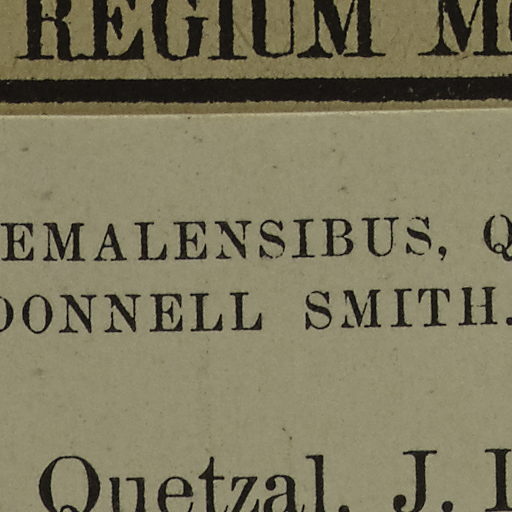 REGIUM M
EMALENSIBUS, Q
DONNELL SMITH.
Quetzal, J. D